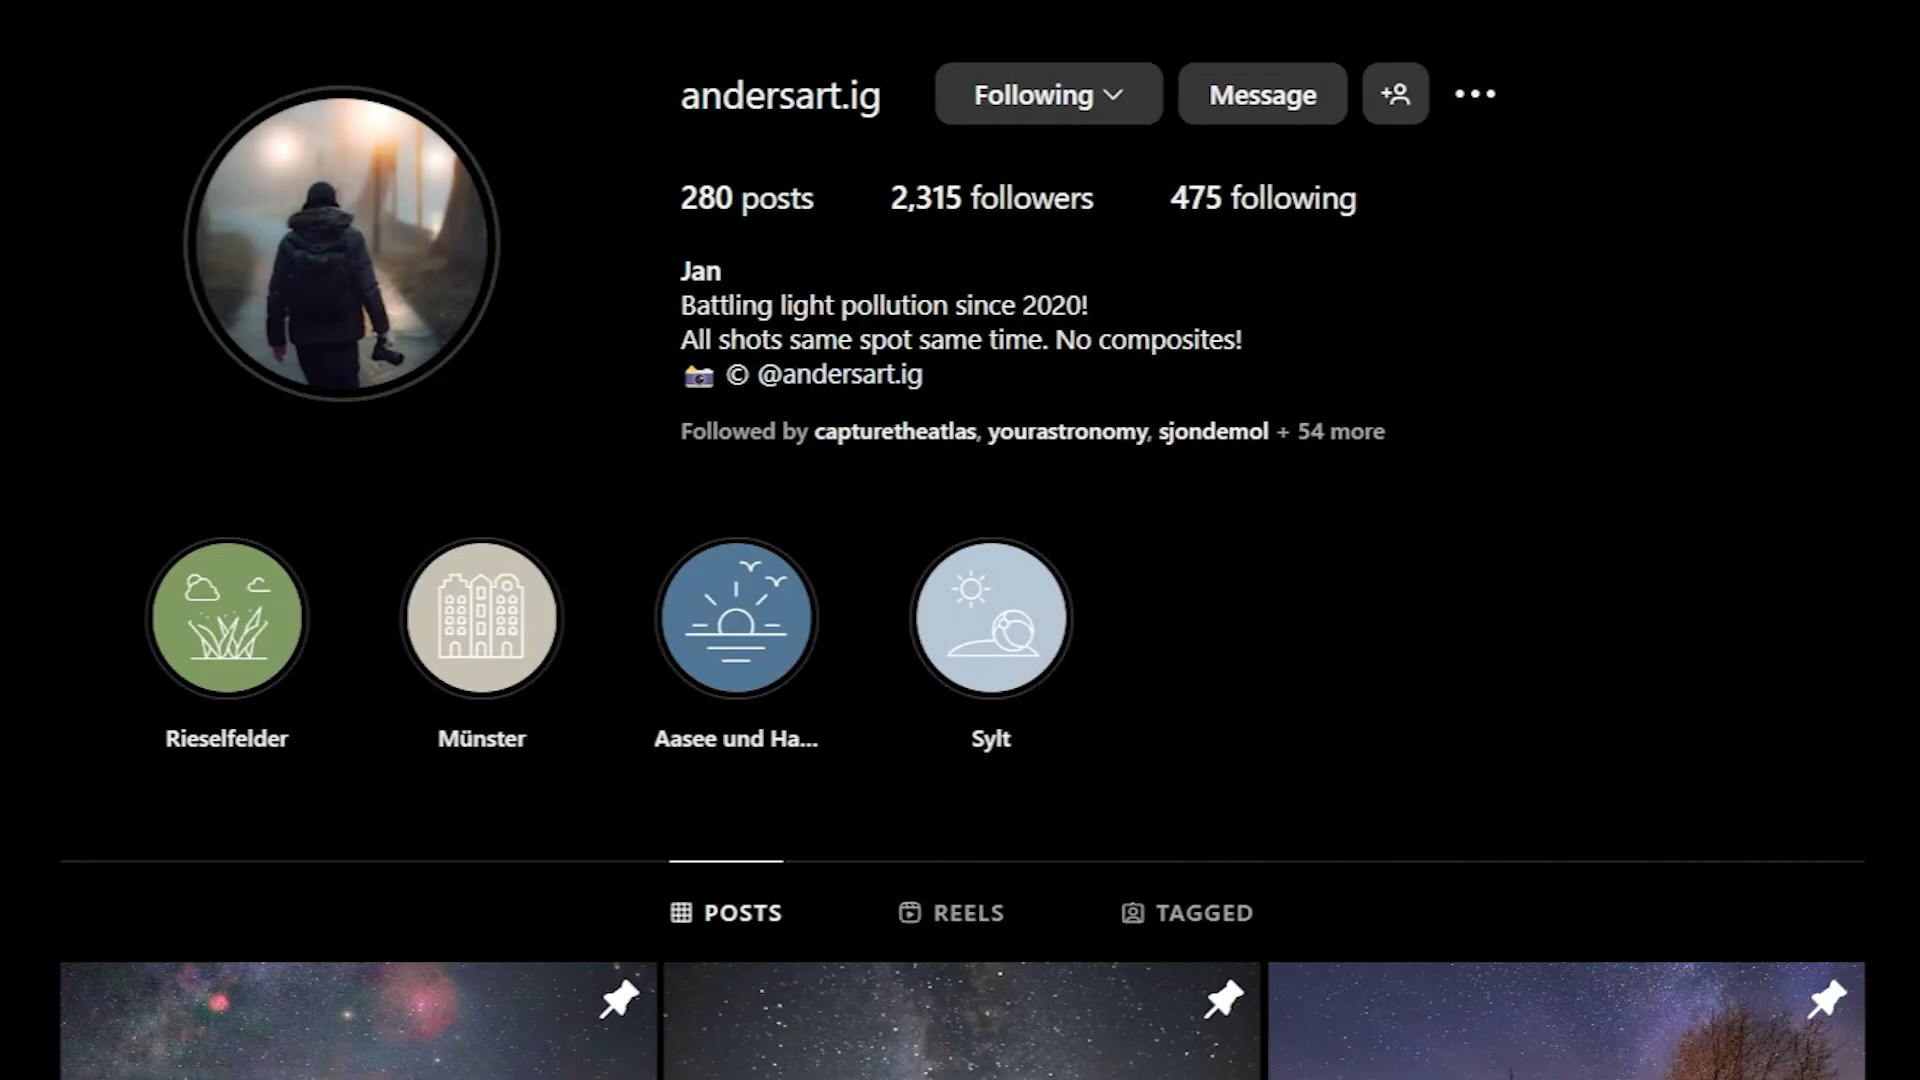 andersart.ig Following Message
280 posts 2,315 followers 475 following
Jan
Battling light pollution since 2020!
All shots same spot same time. No composites!
📸 © @andersart.ig
Followed by capturetheatlas, yourastronomy, sjondemol + 54 more
Rieselfelder Münster Aasee und Ha... Sylt
POSTS REELS TAGGED